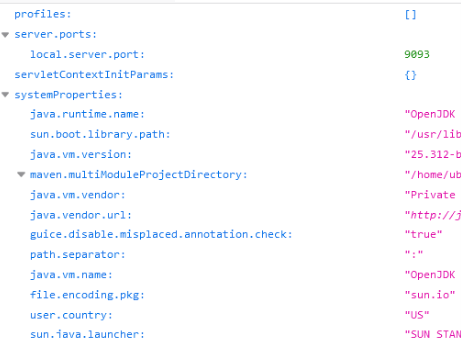 profiles: []
server.ports:
local.server.port: 9093
servletContextInitParams: {}
systemProperties:
java.runtime.name: "OpenJDK
sun.boot.library.path: "/usr/lib
java.vm.version: "25.312-b
maven.multiModuleProjectDirectory: "/home/ub
java.vm.vendor: "Private
java.vendor.url: "http://j
guice.disable.misplaced.annotation.check: "true"
path.separator: ":"
java.vm.name: "OpenJDK
file.encoding.pkg: "sun.io"
user.country: "US"
sun.java.launcher: "SUN_STAN